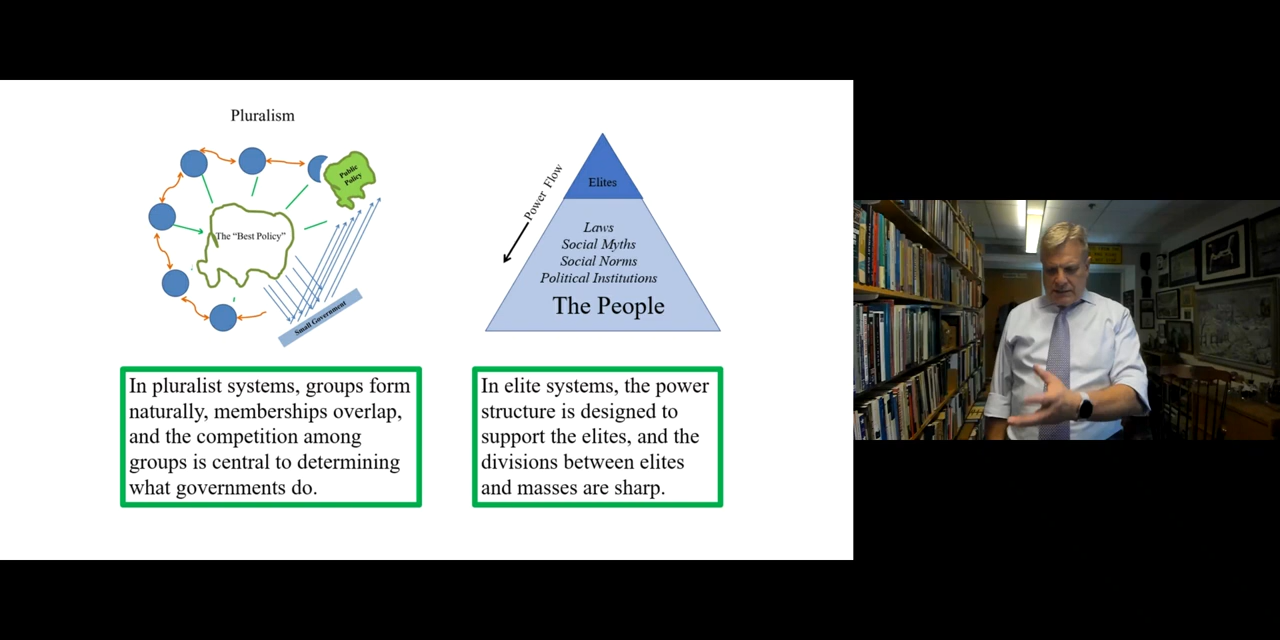 Pluralism
Public
Policy
The “Best Policy”
Small Government
Power Flow
Elites
Laws
Social Myths
Social Norms
Political Institutions
The People
In pluralist systems, groups form
naturally, memberships overlap,
and the competition among
groups is central to determining
what governments do.
In elite systems, the power
structure is designed to
support the elites, and the
divisions between elites
and masses are sharp.